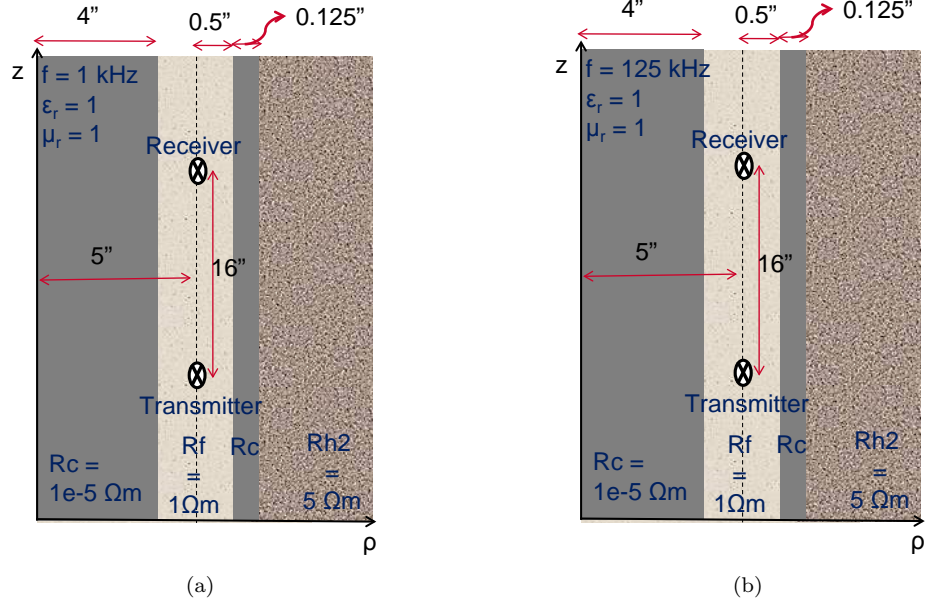 4”
0.5”
0.125”
z
f = 1 kHz
εr = 1
μr = 1
Receiver
5”
16”
Transmitter
Rf
=
1Ωm
Rc
Rh2
=
5 Ωm
Rc =
1e-5 Ωm
ρ
(a)
4”
0.5”
0.125”
z
f = 125 kHz
εr = 1
μr = 1
Receiver
5”
16”
Transmitter
Rf
=
1Ωm
Rc
Rh2
=
5 Ωm
Rc =
1e-5 Ωm
ρ
(b)